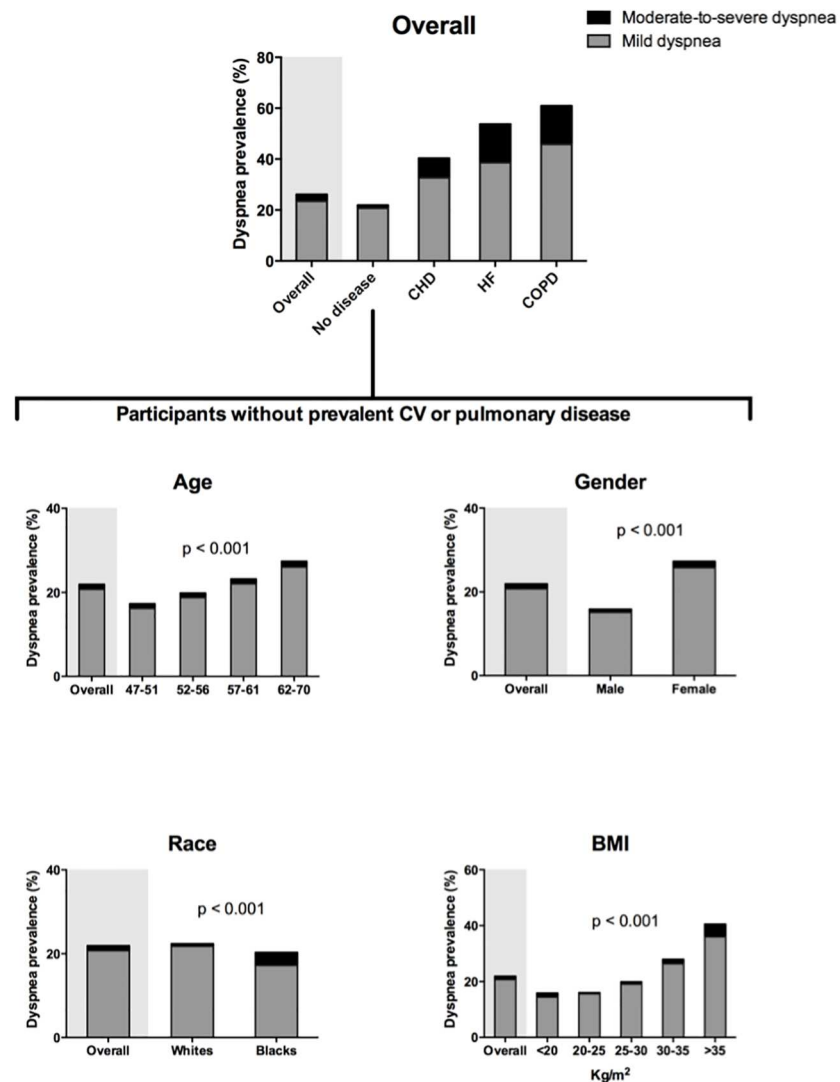 Overall
Moderate-to-severe dyspnea
Mild dyspnea
Dyspnea prevalence (%)
80
60
40
20
0
Overall
No disease
CHD
HF
COPD
Participants without prevalent CV or pulmonary disease
Age
Dyspnea prevalence (%)
40
20
0
p < 0.001
Overall 47-51 52-56 57-61 62-70
Gender
Dyspnea prevalence (%)
40
20
0
p < 0.001
Overall Male Female
Race
Dyspnea prevalence (%)
40
20
0
p < 0.001
Overall Whites Blacks
BMI
Dyspnea prevalence (%)
60
40
20
0
p < 0.001
Overall <20 20-25 25-30 30-35 >35
Kg/m²